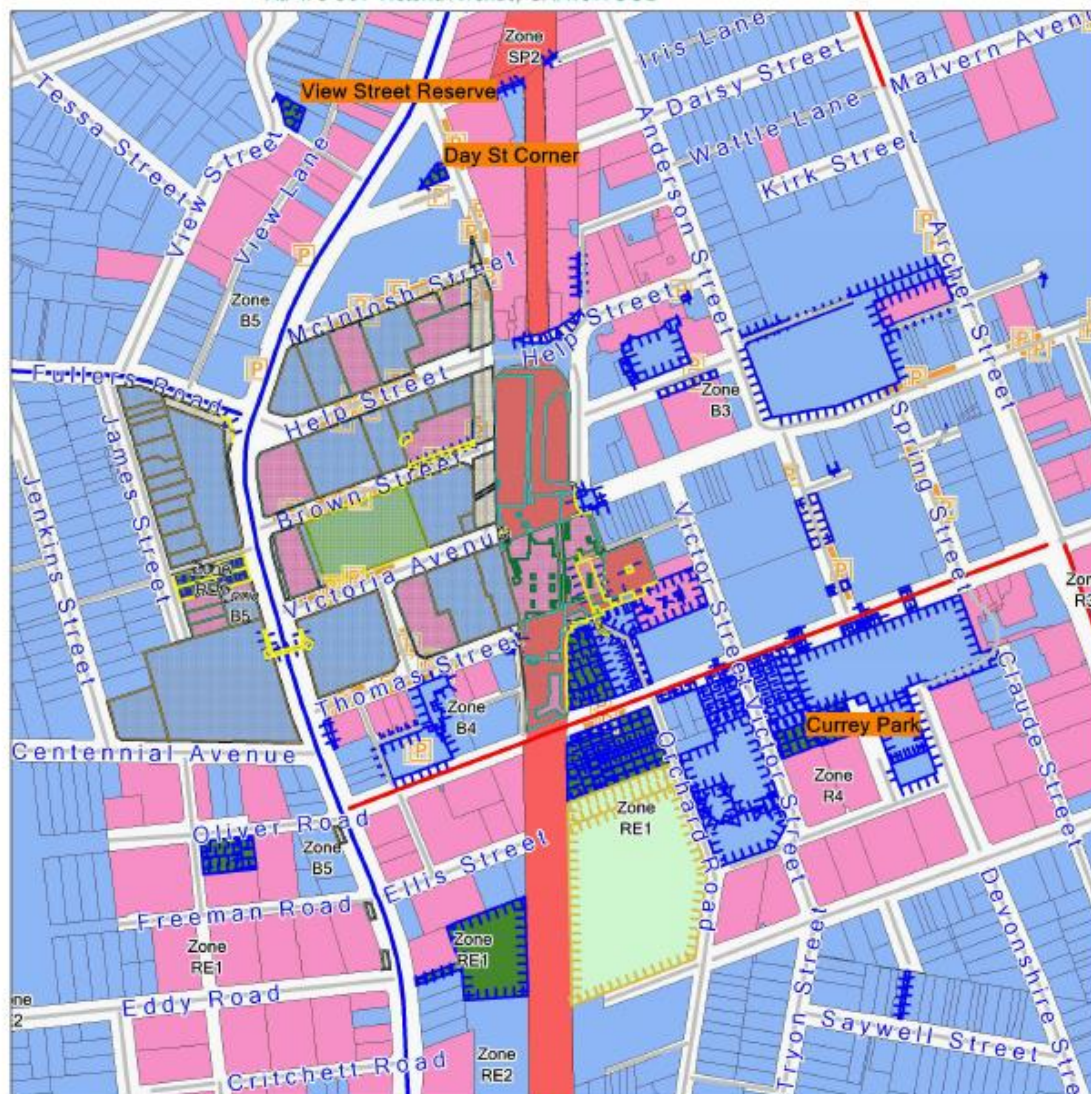 Zone
SP2
Iris Lane
Malvern Avenu
Daisy Street
View Street Reserve
Tessa Street
Anderson Street
Wattle Lane
Day St Corner
View Street
View Lane
Kirk Street
P
P
P
Archer Street
Zone
B5
McIntosh Street
P
Help Street
Fullers Road
Help Street
Zone
B3
P
James Street
Spring Street
Jenkins Street
Brown Street
Victor Street
Victoria Avenue
P
B5
R3
Thomas Street
Zone
B4
P
Victor Street
Currey Park
Claude Street
Centennial Avenue
Orchard Road
Zone
R4
Zone
RE1
Oliver Road
Zone
B5
Ellis Street
Freeman Road
Zone
RE1
Zone
RE1
Devonshire Stre
Eddy Road
Tryon Street
Saywell Street
Zone
RE2
Critchett Road